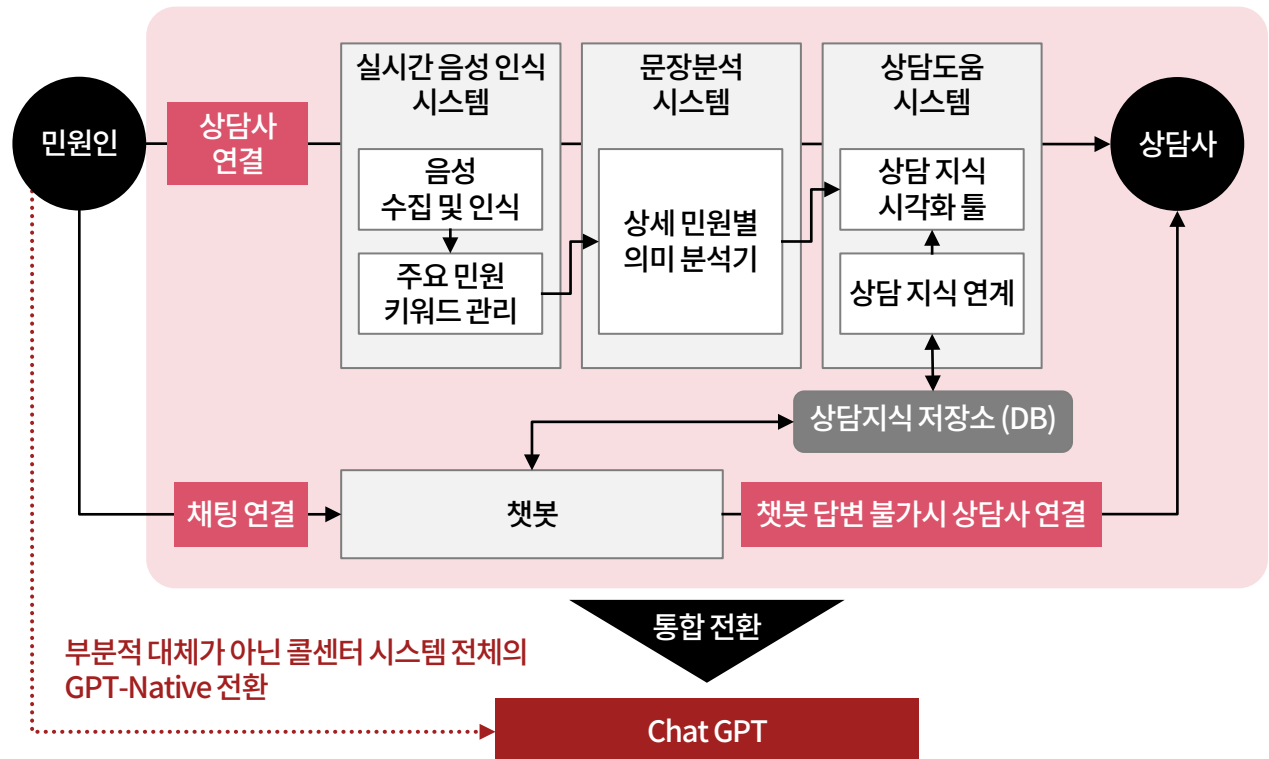 실시간 음성 인식
시스템
문장분석
시스템
상담도움
시스템
민원인
상담사
연결
상담사
음성
수집 및 인식
주요 민원
키워드 관리
상세 민원별
의미 분석기
상담 지식
시각화 툴
상담 지식 연계
상담지식 저장소 (DB)
채팅 연결
챗봇
챗봇 답변 불가시 상담사 연결
통합 전환
부분적 대체가 아닌 콜센터 시스템 전체의
GPT-Native 전환
Chat GPT